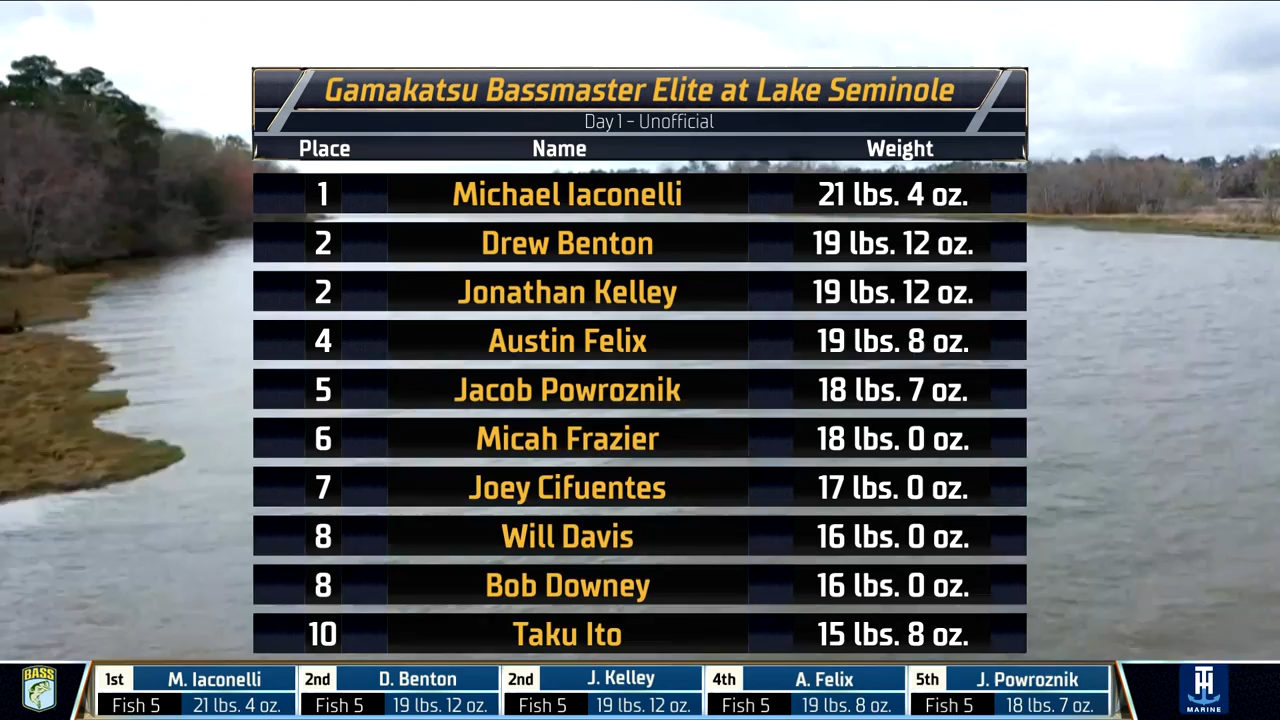 Gamakatsu Bassmaster Elite at Lake Seminole
Day 1 - Unofficial
Place Name Weight
1 Michael Iaconelli 21 lbs. 4 oz.
2 Drew Benton 19 lbs. 12 oz.
2 Jonathan Kelley 19 lbs. 12 oz.
4 Austin Felix 19 lbs. 8 oz.
5 Jacob Powroznik 18 lbs. 7 oz.
6 Micah Frazier 18 lbs. 0 oz.
7 Joey Cifuentes 17 lbs. 0 oz.
8 Will Davis 16 lbs. 0 oz.
8 Bob Downey 16 lbs. 0 oz.
10 Taku Ito 15 lbs. 8 oz.
BASS 1st M. Iaconelli 2nd D. Benton 2nd J. Kelley 4th A. Felix 5th J. Powroznik TH
Fish 5 21 lbs. 4 oz. Fish 5 19 lbs. 12 oz. Fish 5 19 lbs. 12 oz. Fish 5 19 lbs. 8 oz. Fish 5 18 lbs. 7 oz. MARINE